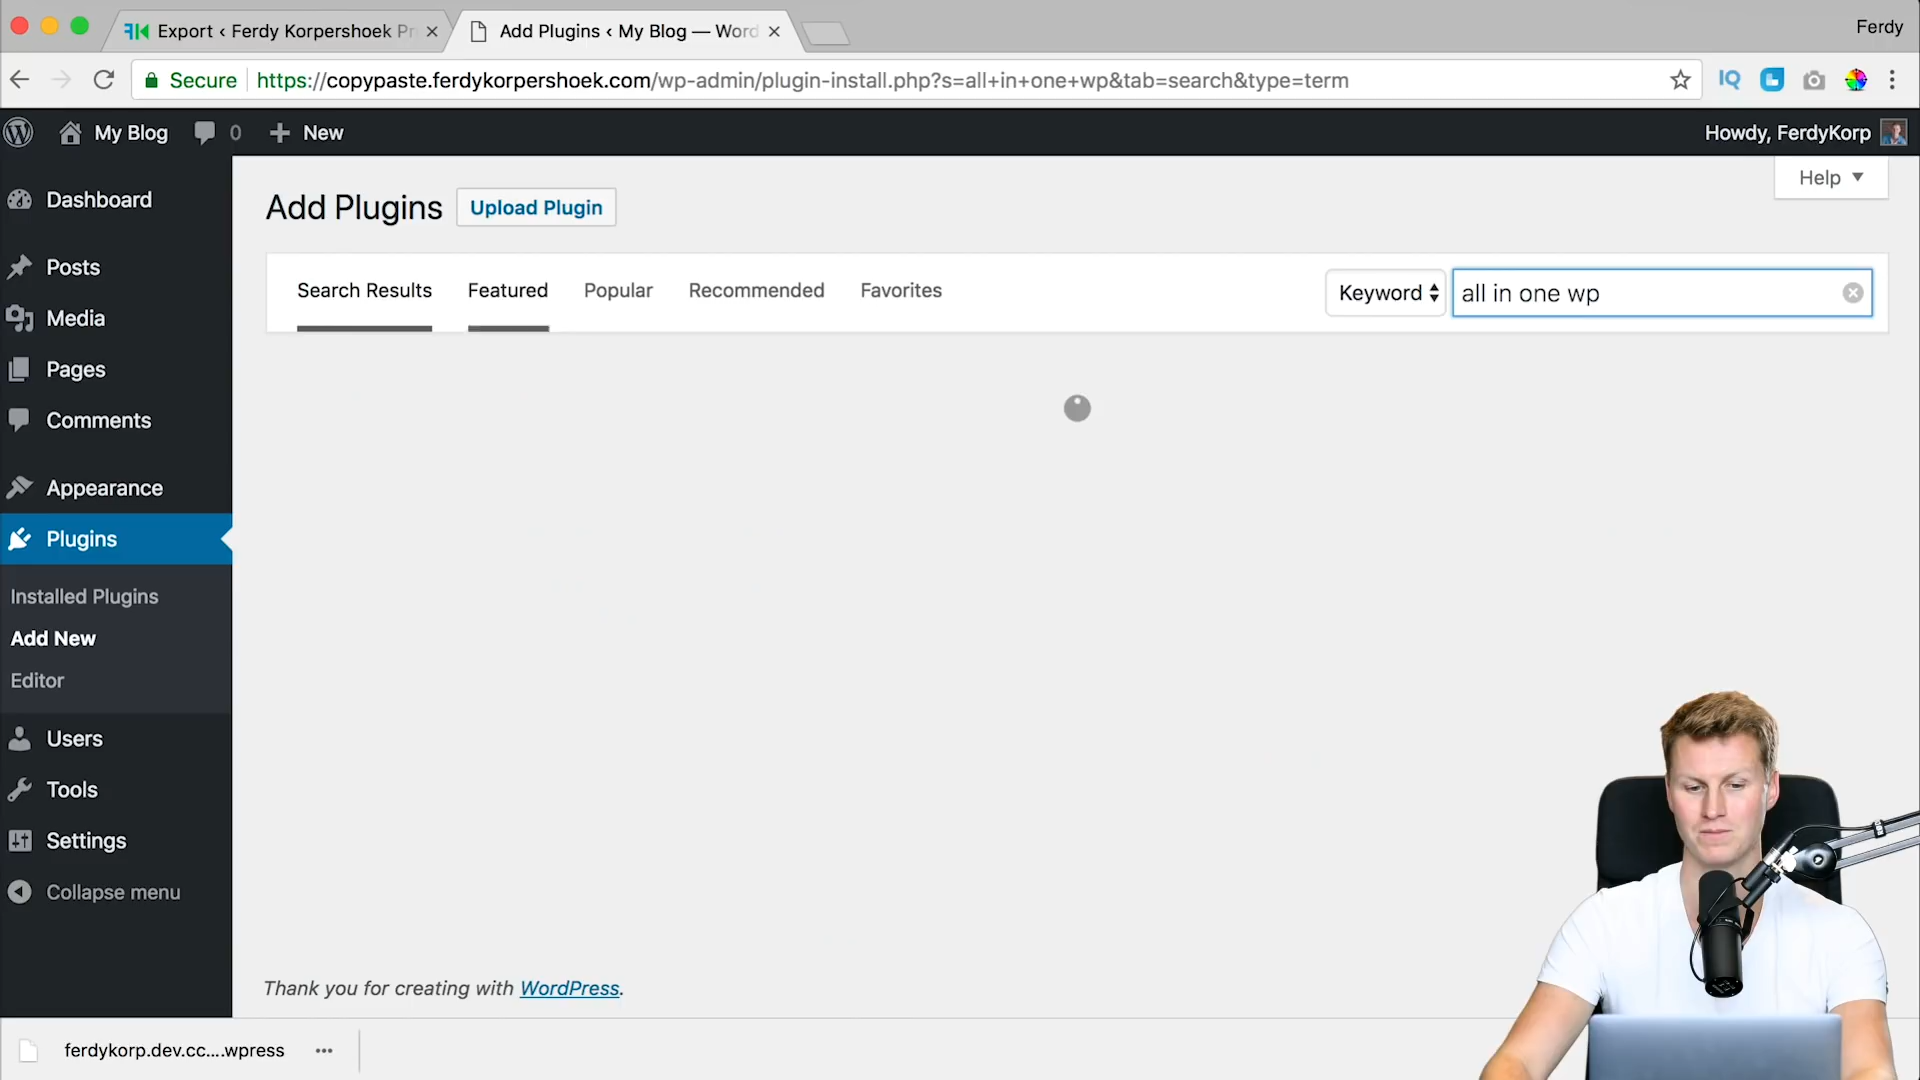 Export ‹ Ferdy Korpershoek Pr
Add Plugins ‹ My Blog — Word
Ferdy
Secure
https://copypaste.ferdykorpershoek.com/wp-admin/plugin-install.php?s=all+in+one+wp&tab=search&type=term
IQ
My Blog
0
New
Howdy, FerdyKorp
Help
Add Plugins
Upload Plugin
Search Results
Featured
Popular
Recommended
Favorites
Keyword
all in one wp
Dashboard
Posts
Media
Pages
Comments
Appearance
Plugins
Installed Plugins
Add New
Editor
Users
Tools
Settings
Collapse menu
Thank you for creating with WordPress.
ferdykorp.dev.cc....wpress